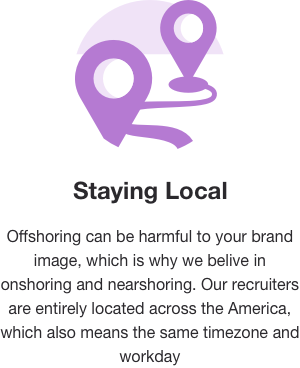 Staying Local
Offshoring can be harmful to your brand
image, which is why we belive in
onshoring and nearshoring. Our recruiters
are entirely located across the America,
which also means the same timezone and
workday